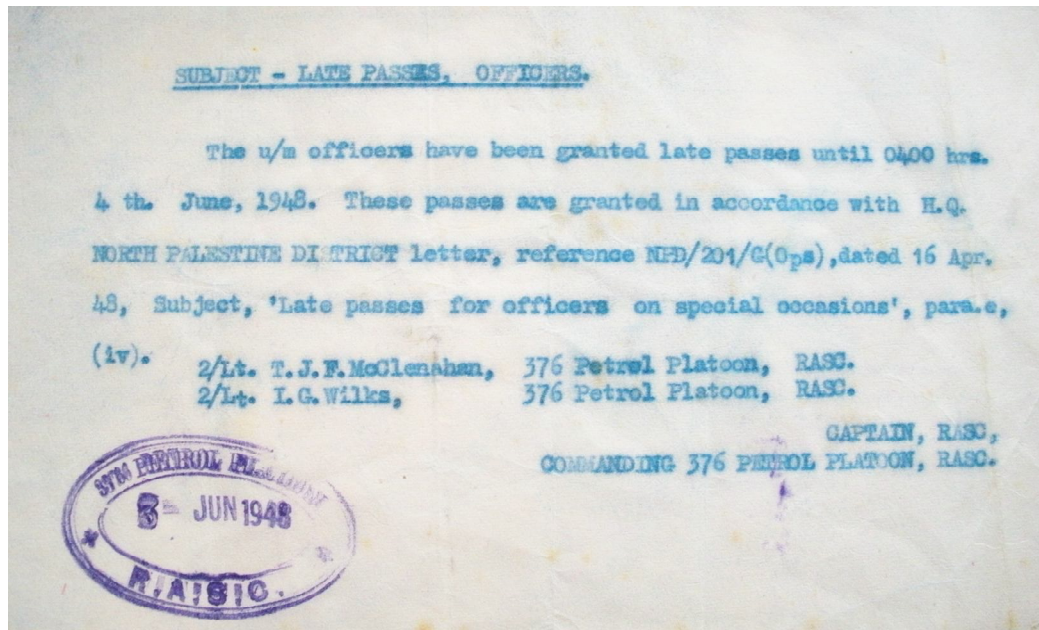 SUBJECT - LATE PASSES, OFFICERS.
The u/m officers have been granted late passes until 0400 hrs.
4 th. June, 1948. These passes are granted in accordance with H.Q.
NORTH PALESTINE DISTRICT letter, reference NPD/201/G(Ops),dated 16 Apr.
48, Subject, 'Late passes for officers on special occasions', para.e,
(iv).
2/Lt. T.J.F.McClenahan, 376 Petrol Platoon, RASC.
2/Lt. I.G.Wilks, 376 Petrol Platoon, RASC.
CAPTAIN, RASC,
COMMANDING 376 PETROL PLATOON, RASC.
PETROL PLATOON
3- JUN 1948
R.A.S.C.